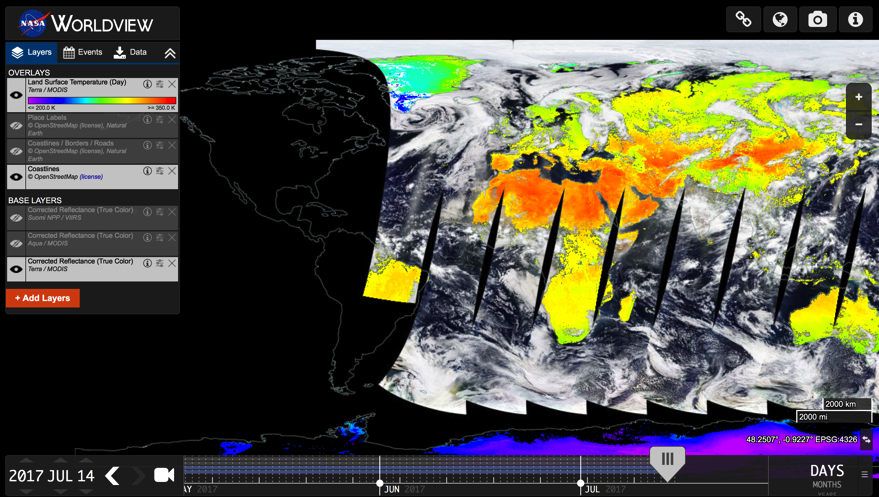 NASA WORLDVIEW
Layers Events Data
OVERLAYS
Land Surface Temperature (Day)
Terra / MODIS
<= 200.0 K >= 350.0 K
Place Labels
© OpenStreetMap (license), Natural
Earth
Coastlines / Borders / Roads
© OpenStreetMap (license), Natural
Earth
Coastlines
© OpenStreetMap (license)
BASE LAYERS
Corrected Reflectance (True Color)
Suomi NPP / VIIRS
Corrected Reflectance (True Color)
Aqua / MODIS
Corrected Reflectance (True Color)
Terra / MODIS
+ Add Layers
+
−
2000 km
2000 mi
48.2507°, -0.9227° EPSG:4326
2017 JUL 14
AY 2017 JUN 2017 JUL 2017
DAYS
MONTHS
YEARS